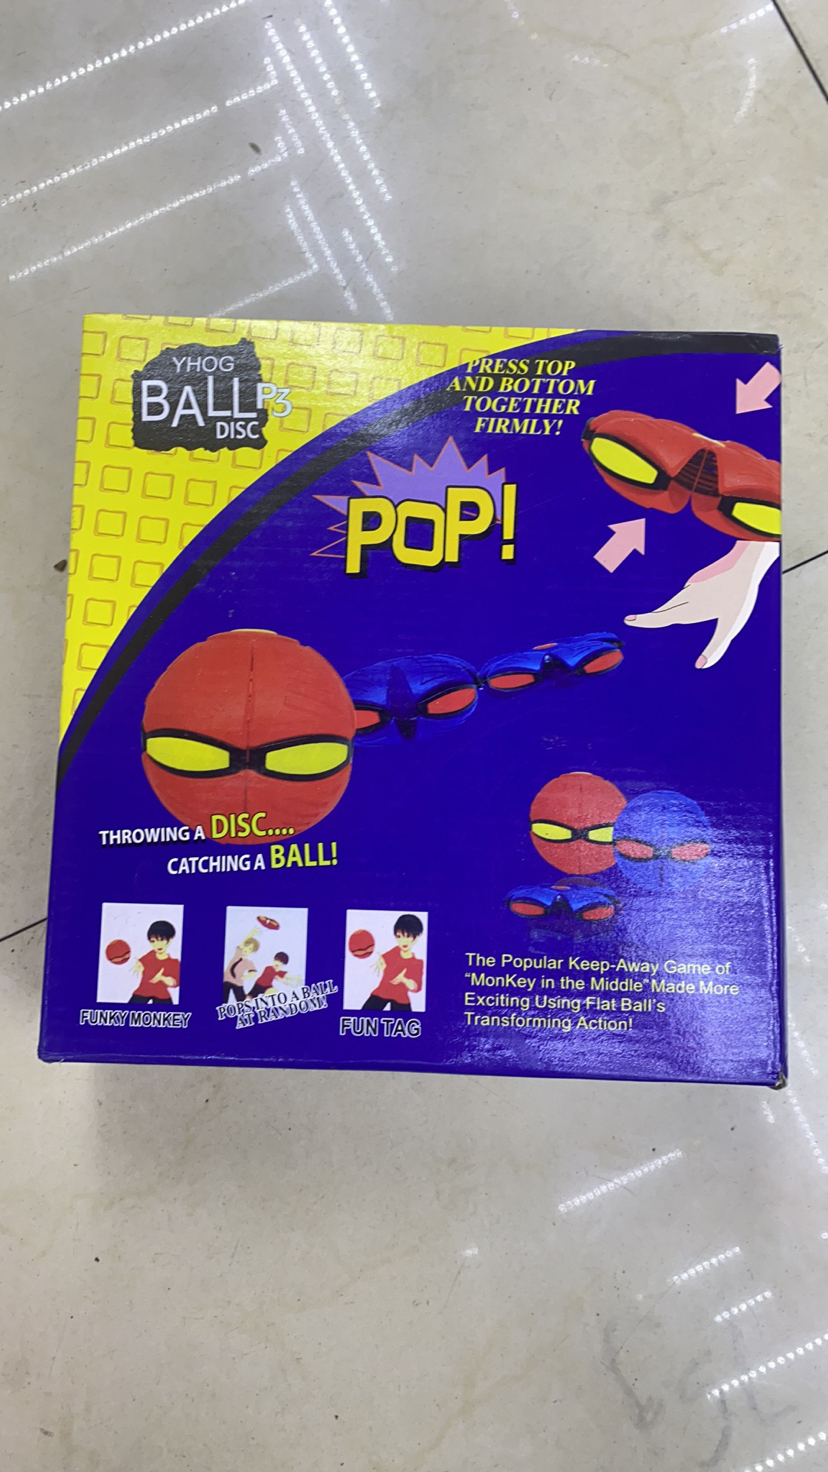 YHOG
BALL P3
DISC
PRESS TOP
AND BOTTOM
TOGETHER
FIRMLY!
POP!
THROWING A DISC....
CATCHING A BALL!
FUNKY MONKEY
POPS INTO A BALL
AT RANDOM!
FUN TAG
The Popular Keep-Away Game of
"MonKey in the Middle" Made More
Exciting Using Flat Ball's
Transforming Action!